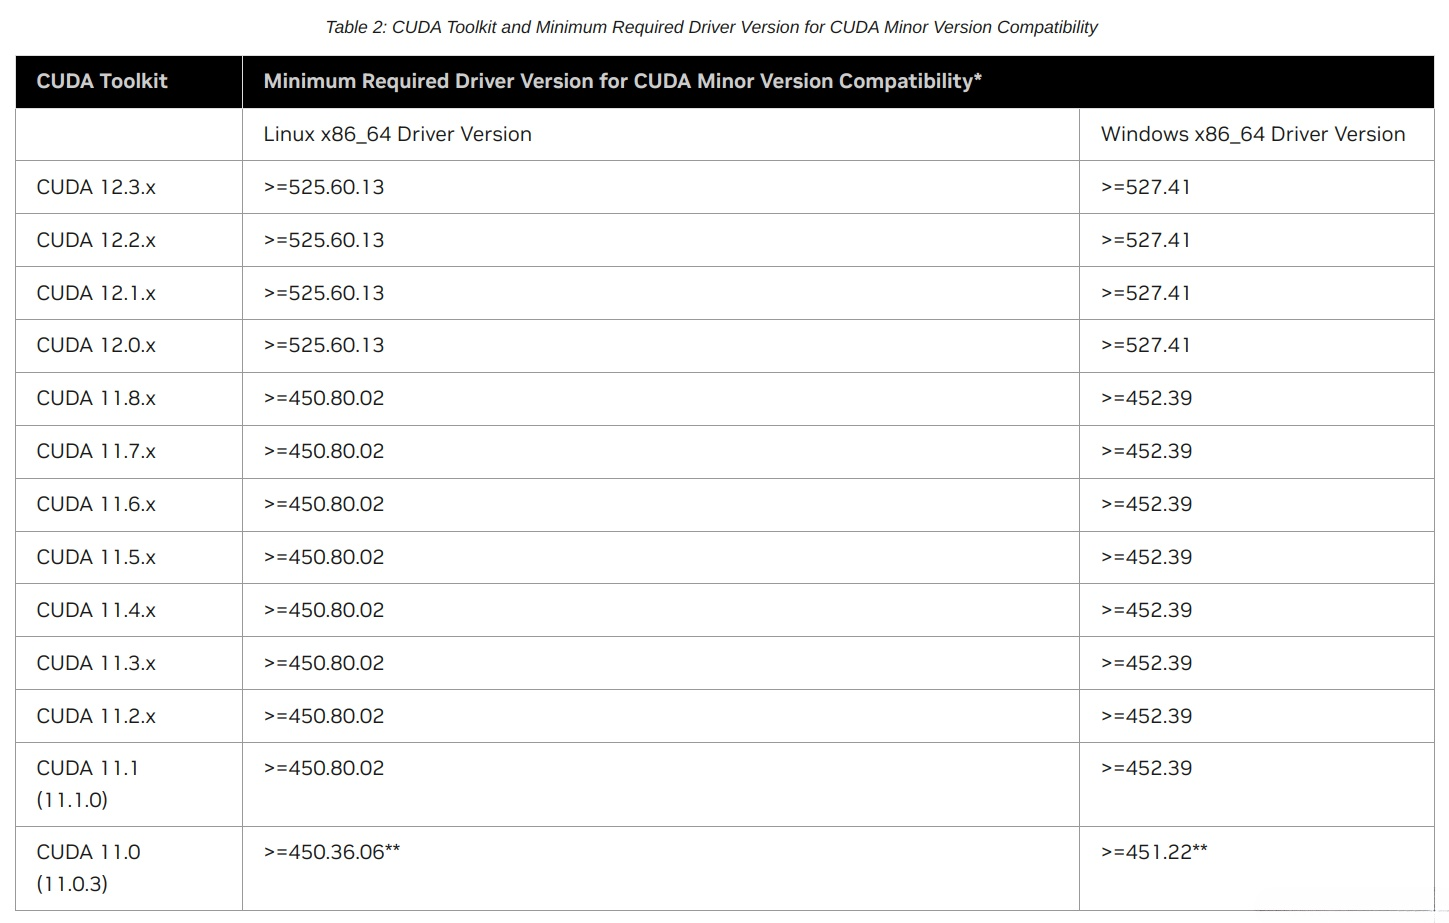 Table 2: CUDA Toolkit and Minimum Required Driver Version for CUDA Minor Version Compatibility
CUDA Toolkit Minimum Required Driver Version for CUDA Minor Version Compatibility*
Linux x86_64 Driver Version Windows x86_64 Driver Version
CUDA 12.3.x >=525.60.13 >=527.41
CUDA 12.2.x >=525.60.13 >=527.41
CUDA 12.1.x >=525.60.13 >=527.41
CUDA 12.0.x >=525.60.13 >=527.41
CUDA 11.8.x >=450.80.02 >=452.39
CUDA 11.7.x >=450.80.02 >=452.39
CUDA 11.6.x >=450.80.02 >=452.39
CUDA 11.5.x >=450.80.02 >=452.39
CUDA 11.4.x >=450.80.02 >=452.39
CUDA 11.3.x >=450.80.02 >=452.39
CUDA 11.2.x >=450.80.02 >=452.39
CUDA 11.1 >=450.80.02 >=452.39
(11.1.0)
CUDA 11.0 >=450.36.06** >=451.22**
(11.0.3)